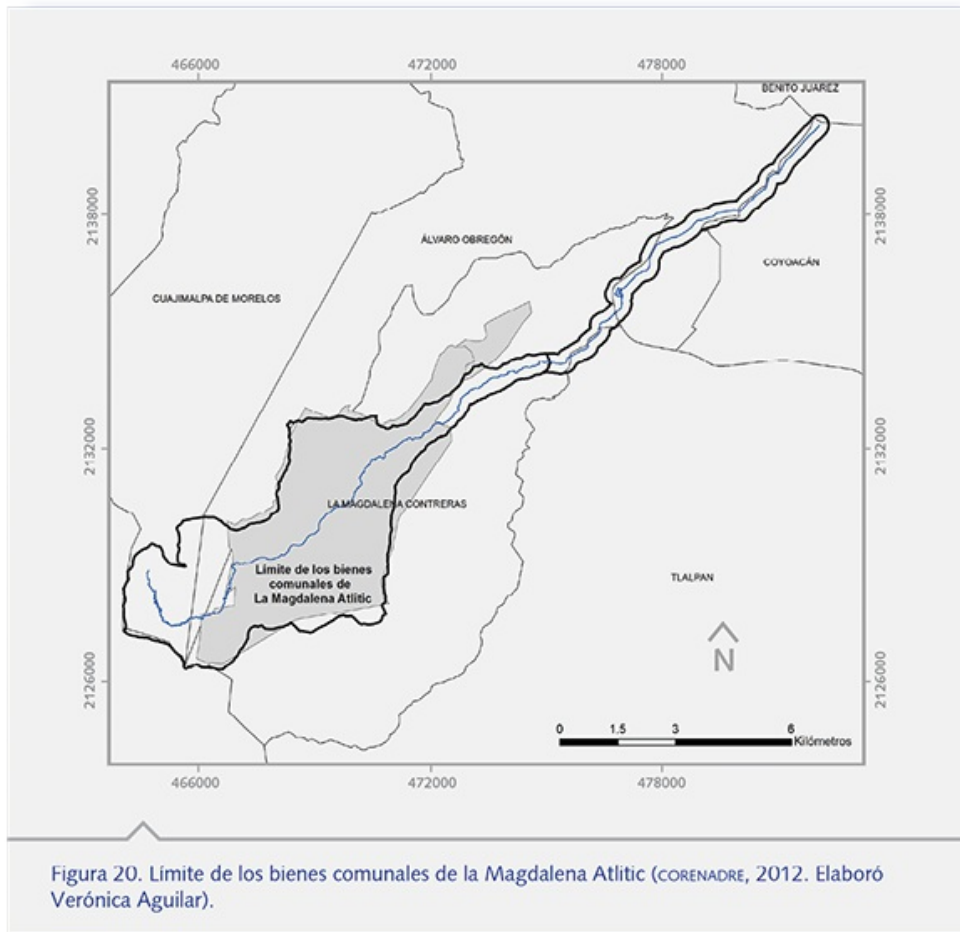 466000 472000 478000
BENITO JUAREZ
2138000 2138000
ÁLVARO OBREGÓN
COYOACÁN
CUAJIMALPA DE MORELOS
2132000 2132000
LA MAGDALENA CONTRERAS
Límite de los bienes
comunales de
La Magdalena Atlitic
TLALPAN
N
2126000 2126000
0 1.5 3 6
Kilómetros
466000 472000 478000
Figura 20. Límite de los bienes comunales de la Magdalena Atlitic (CORENADRE, 2012. Elaboró
Verónica Aguilar).